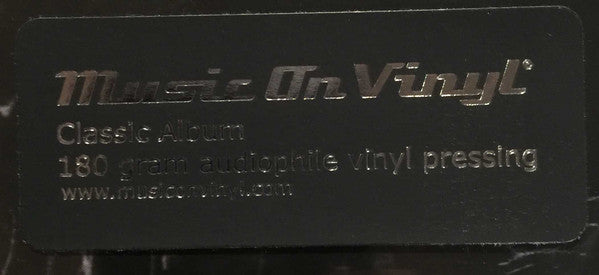 Music On Vinyl®
Classic Album
180 gram audiophile vinyl pressing
www.musiconvinyl.com